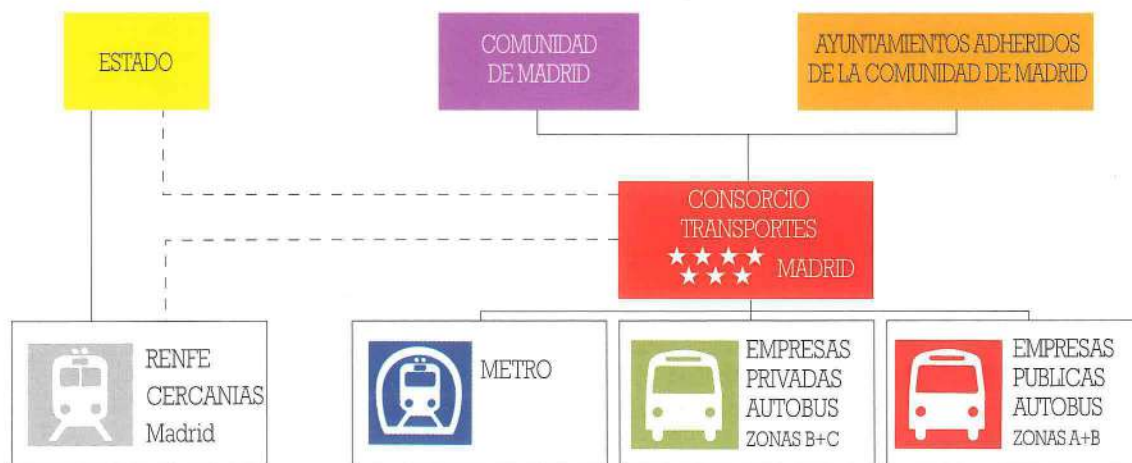 ESTADO
COMUNIDAD
DE MADRID
AYUNTAMIENTOS ADHERIDOS
DE LA COMUNIDAD DE MADRID
CONSORCIO
TRANSPORTES
MADRID
RENFE
CERCANIAS
Madrid
METRO
EMPRESAS
PRIVADAS
AUTOBUS
ZONAS B+C
EMPRESAS
PUBLICAS
AUTOBUS
ZONAS A+B